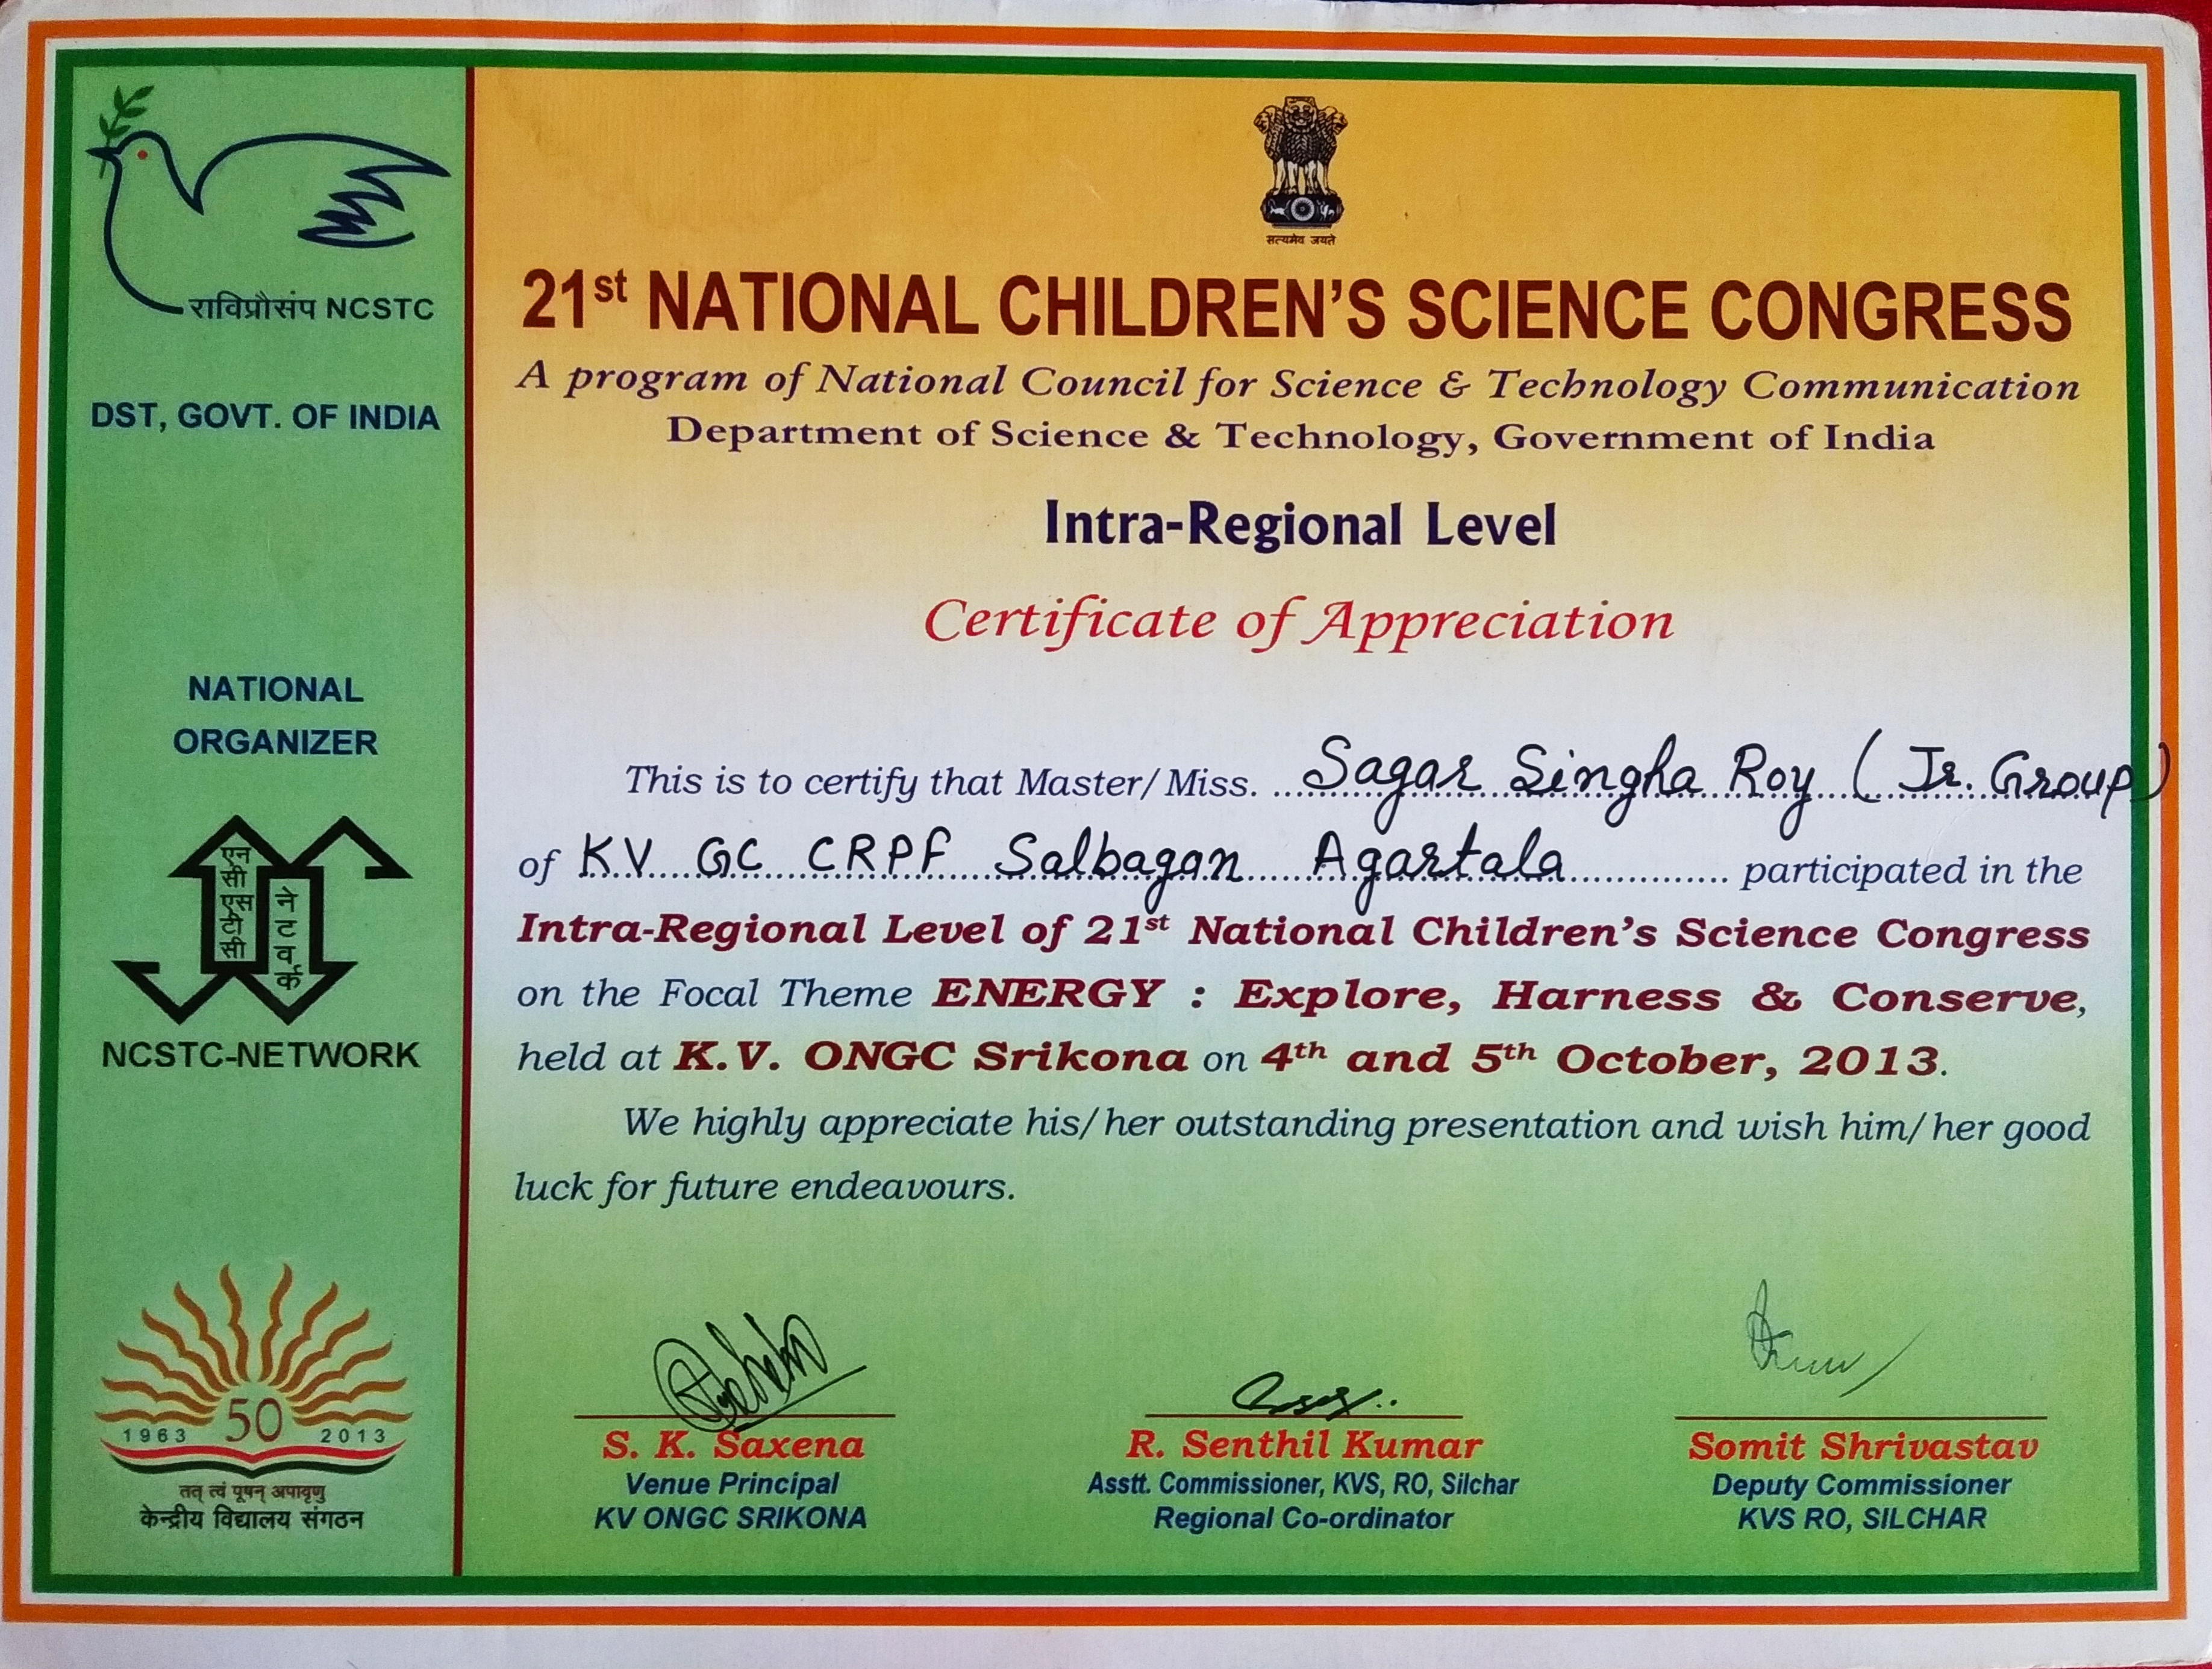 राविप्रौसंप NCSTC
DST, GOVT. OF INDIA
NATIONAL
ORGANIZER
एन
सी
एस
टी
सी
ने
ट
व
र्क
NCSTC-NETWORK
50
1963 2013
तत् त्वं पूषन् अपावृणु
केन्द्रीय विद्यालय संगठन
सत्यमेव जयते
21st NATIONAL CHILDREN'S SCIENCE CONGRESS
A program of National Council for Science & Technology Communication
Department of Science & Technology, Government of India
Intra-Regional Level
Certificate of Appreciation
This is to certify that Master/Miss. Sagar Singha Roy (Jr. Group)
of KV GC CRPF Salbagan Agartala participated in the
Intra-Regional Level of 21st National Children's Science Congress
on the Focal Theme ENERGY : Explore, Harness & Conserve,
held at K.V. ONGC Srikona on 4th and 5th October, 2013.
We highly appreciate his/her outstanding presentation and wish him/her good
luck for future endeavours.
S. K. Saxena
Venue Principal
KV ONGC SRIKONA
R. Senthil Kumar
Asstt. Commissioner, KVS, RO, Silchar
Regional Co-ordinator
Somit Shrivastav
Deputy Commissioner
KVS RO, SILCHAR